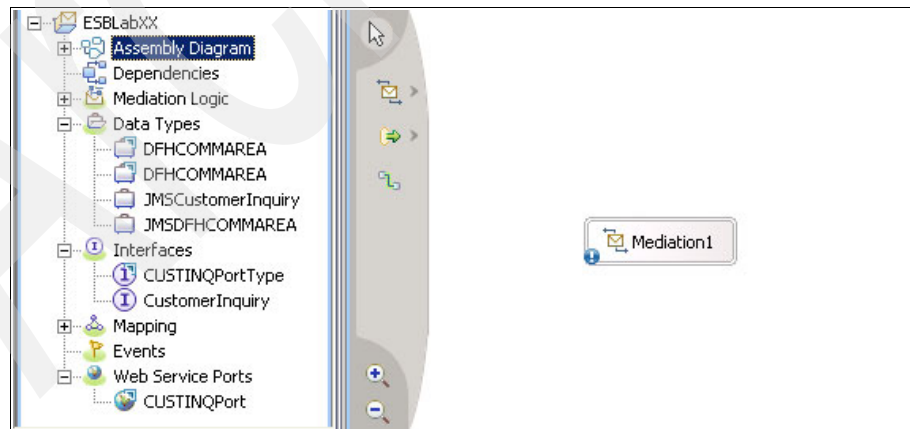 ESBLabXX
Assembly Diagram
Dependencies
Mediation Logic
Data Types
DFHCOMMAREA
DFHCOMMAREA
JMSCustomerInquiry
JMSDFHCOMMAREA
Interfaces
CUSTINQPortType
CustomerInquiry
Mapping
Events
Web Service Ports
CUSTINQPort
Mediation1